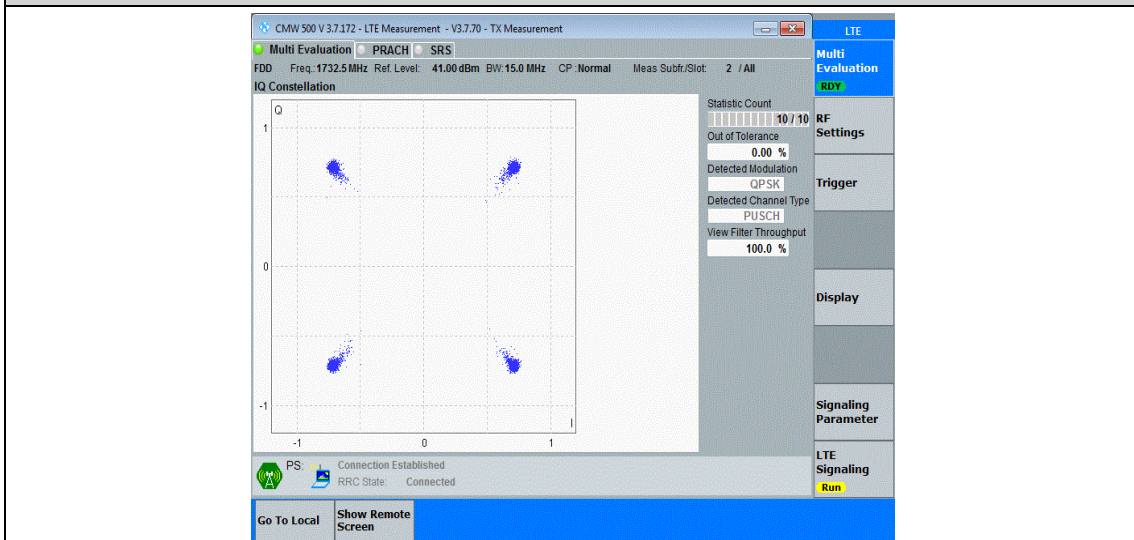 CMW 500 V 3.7.172 - LTE Measurement - V3.7.70 - TX Measurement
LTE
Multi Evaluation PRACH SRS
Multi
Evaluation
RDY
FDD Freq.:1732.5 MHz Ref. Level: 41.00 dBm BW:15.0 MHz CP :Normal Meas Subfr./Slot: 2 / All
IQ Constellation
Q
1
0
-1
I
-1 0 1
Statistic Count
10 / 10
Out of Tolerance
0.00 %
Detected Modulation
QPSK
Detected Channel Type
PUSCH
View Filter Throughput
100.0 %
RF
Settings
Trigger
Display
Signaling
Parameter
LTE
Signaling
Run
PS: Connection Established
RRC State: Connected
Go To Local
Show Remote
Screen